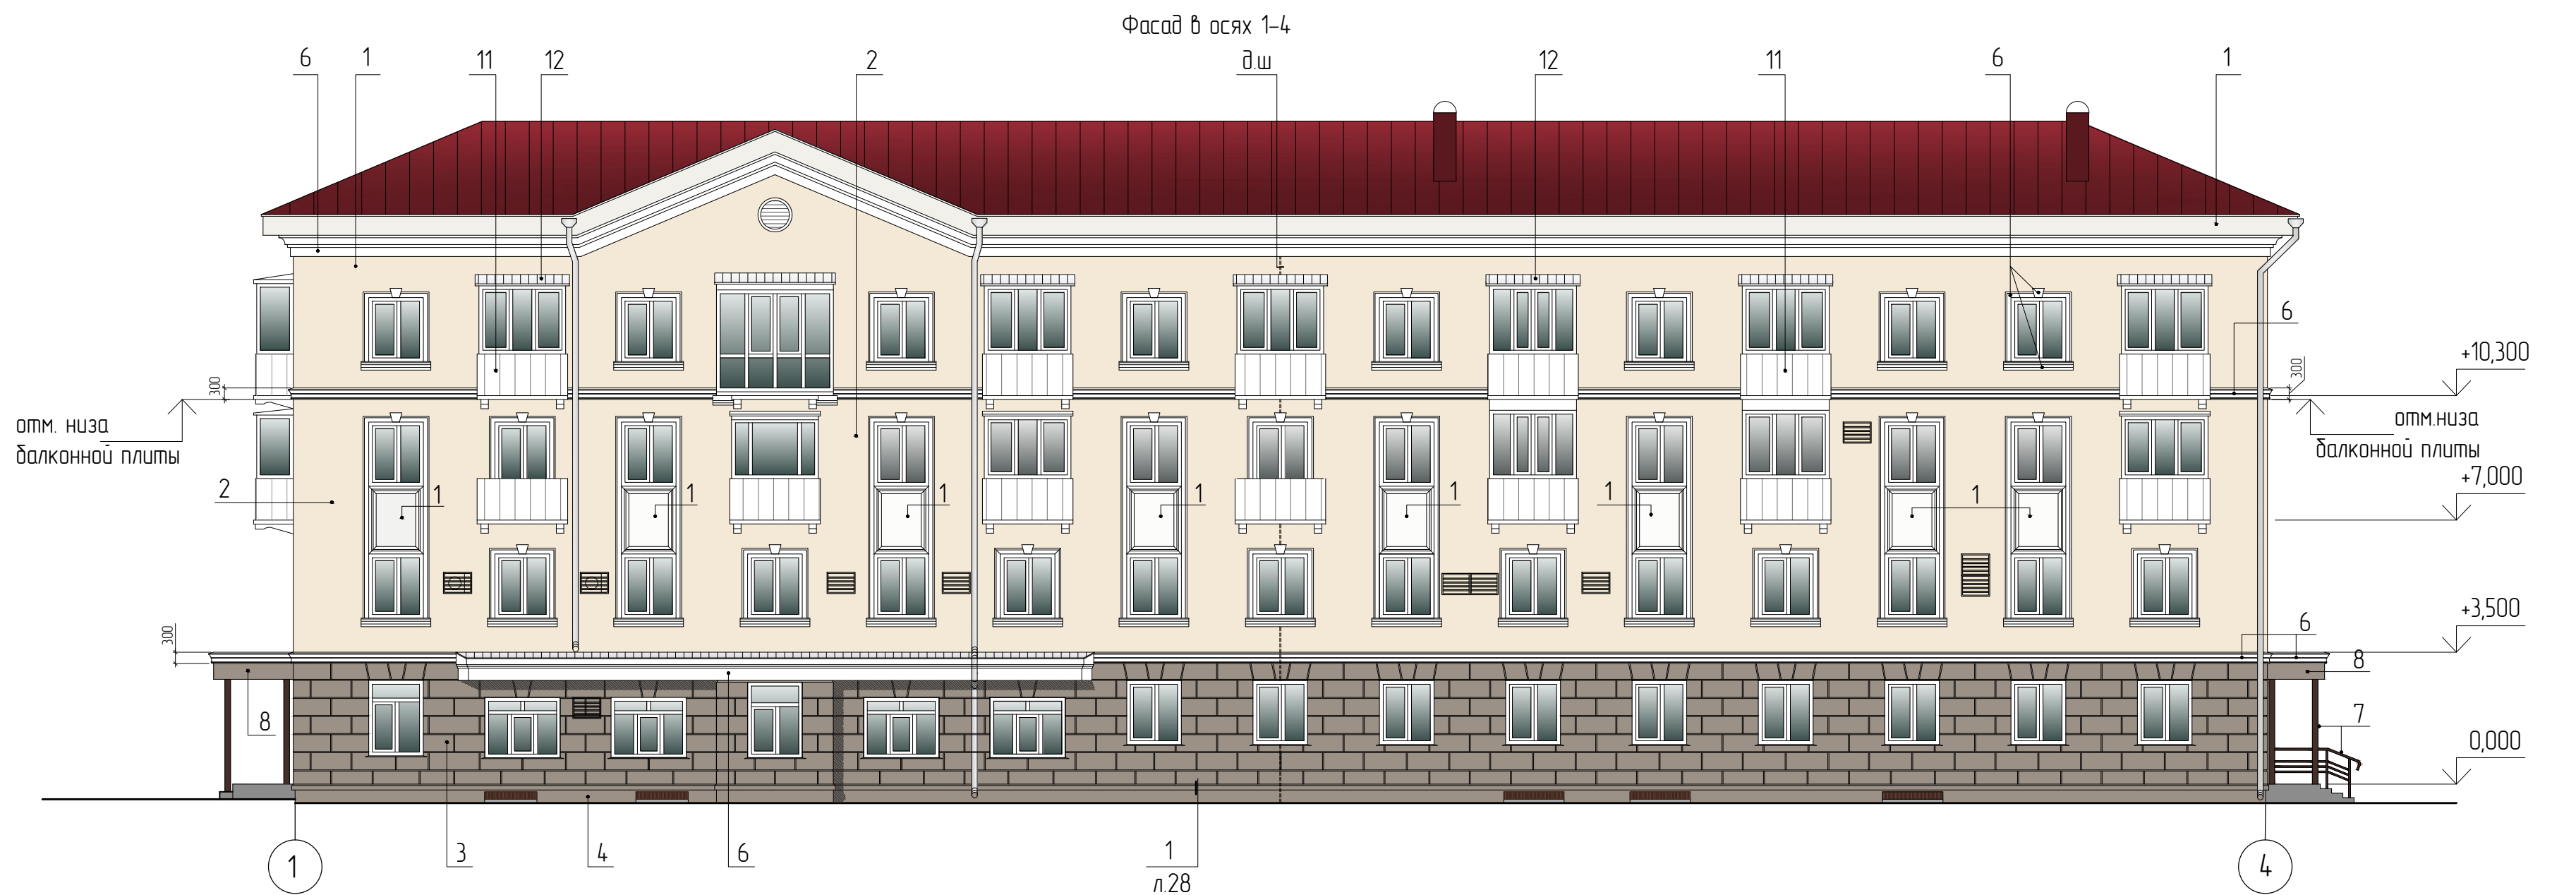 Фасад в осях 1-4
6 1 11 12 2 д.ш 12 11 6 1
6
300 300
+10,300
отм. низа
балконной плиты
отм.низа
балконной плиты
+7,000
2 1 1 1 1 1 1 1
+3,500
300
6
8
8
7
0,000
1 3 4 6 1
л.28
4